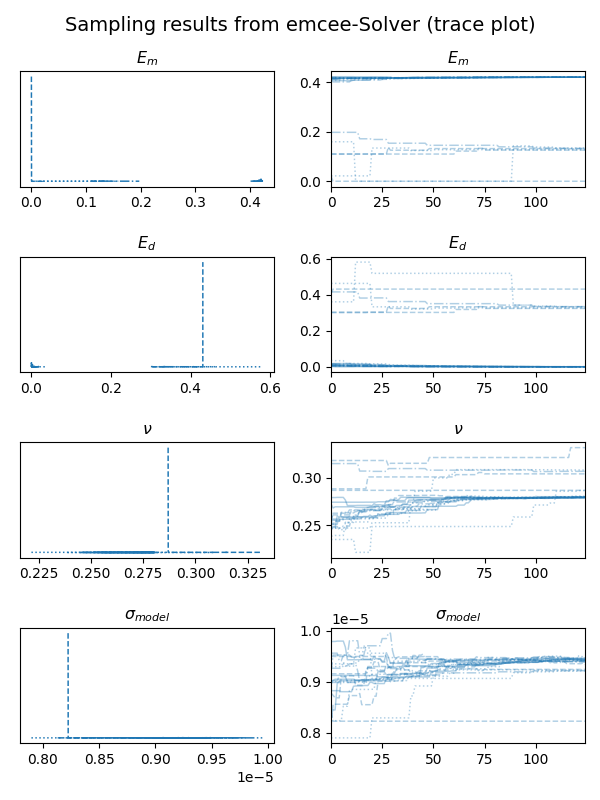 Sampling results from emcee-Solver (trace plot)
E_m E_m
0.4
0.2
0.0
0.0 0.1 0.2 0.3 0.4 0 25 50 75 100
E_d E_d
0.6
0.4
0.2
0.0
0.0 0.2 0.4 0.6 0 25 50 75 100
ν ν
0.30
0.25
0.225 0.250 0.275 0.300 0.325 0 25 50 75 100
1e−5
σ_model σ_model
1.0
0.9
0.8
0.80 0.85 0.90 0.95 1.00 0 25 50 75 100
1e−5